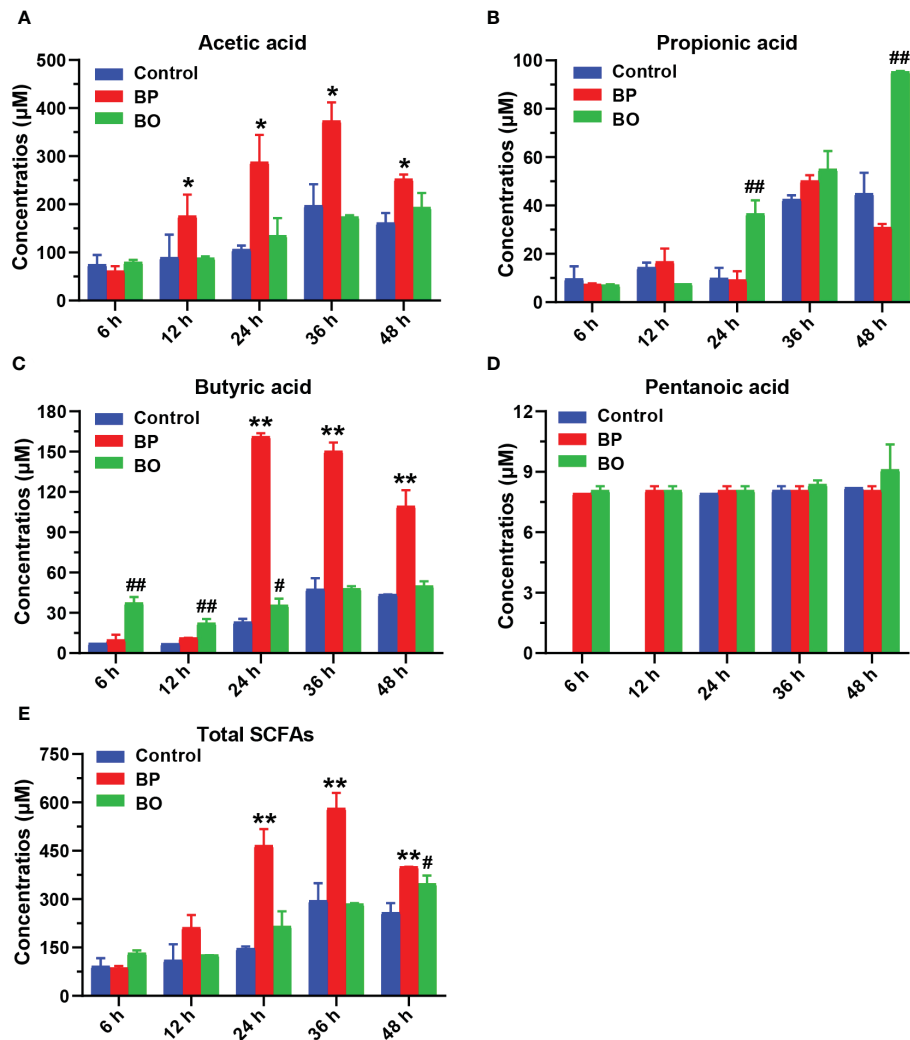 A
Acetic acid
Concentratios (μM)
500
400
300
200
100
0
Control
BP
BO
*
*
*
*
6 h
12 h
24 h
36 h
48 h
B
Propionic acid
Concentratios (μM)
100
80
60
40
20
0
Control
BP
BO
##
##
6 h
12 h
24 h
36 h
48 h
C
Butyric acid
Concentratios (μM)
180
150
120
90
60
30
0
Control
BP
BO
##
##
**
#
**
**
6 h
12 h
24 h
36 h
48 h
D
Pentanoic acid
Concentratios (μM)
12
9
6
3
0
Control
BP
BO
6 h
12 h
24 h
36 h
48 h
E
Total SCFAs
Concentratios (μM)
750
600
450
300
150
0
Control
BP
BO
**
**
**
#
6 h
12 h
24 h
36 h
48 h